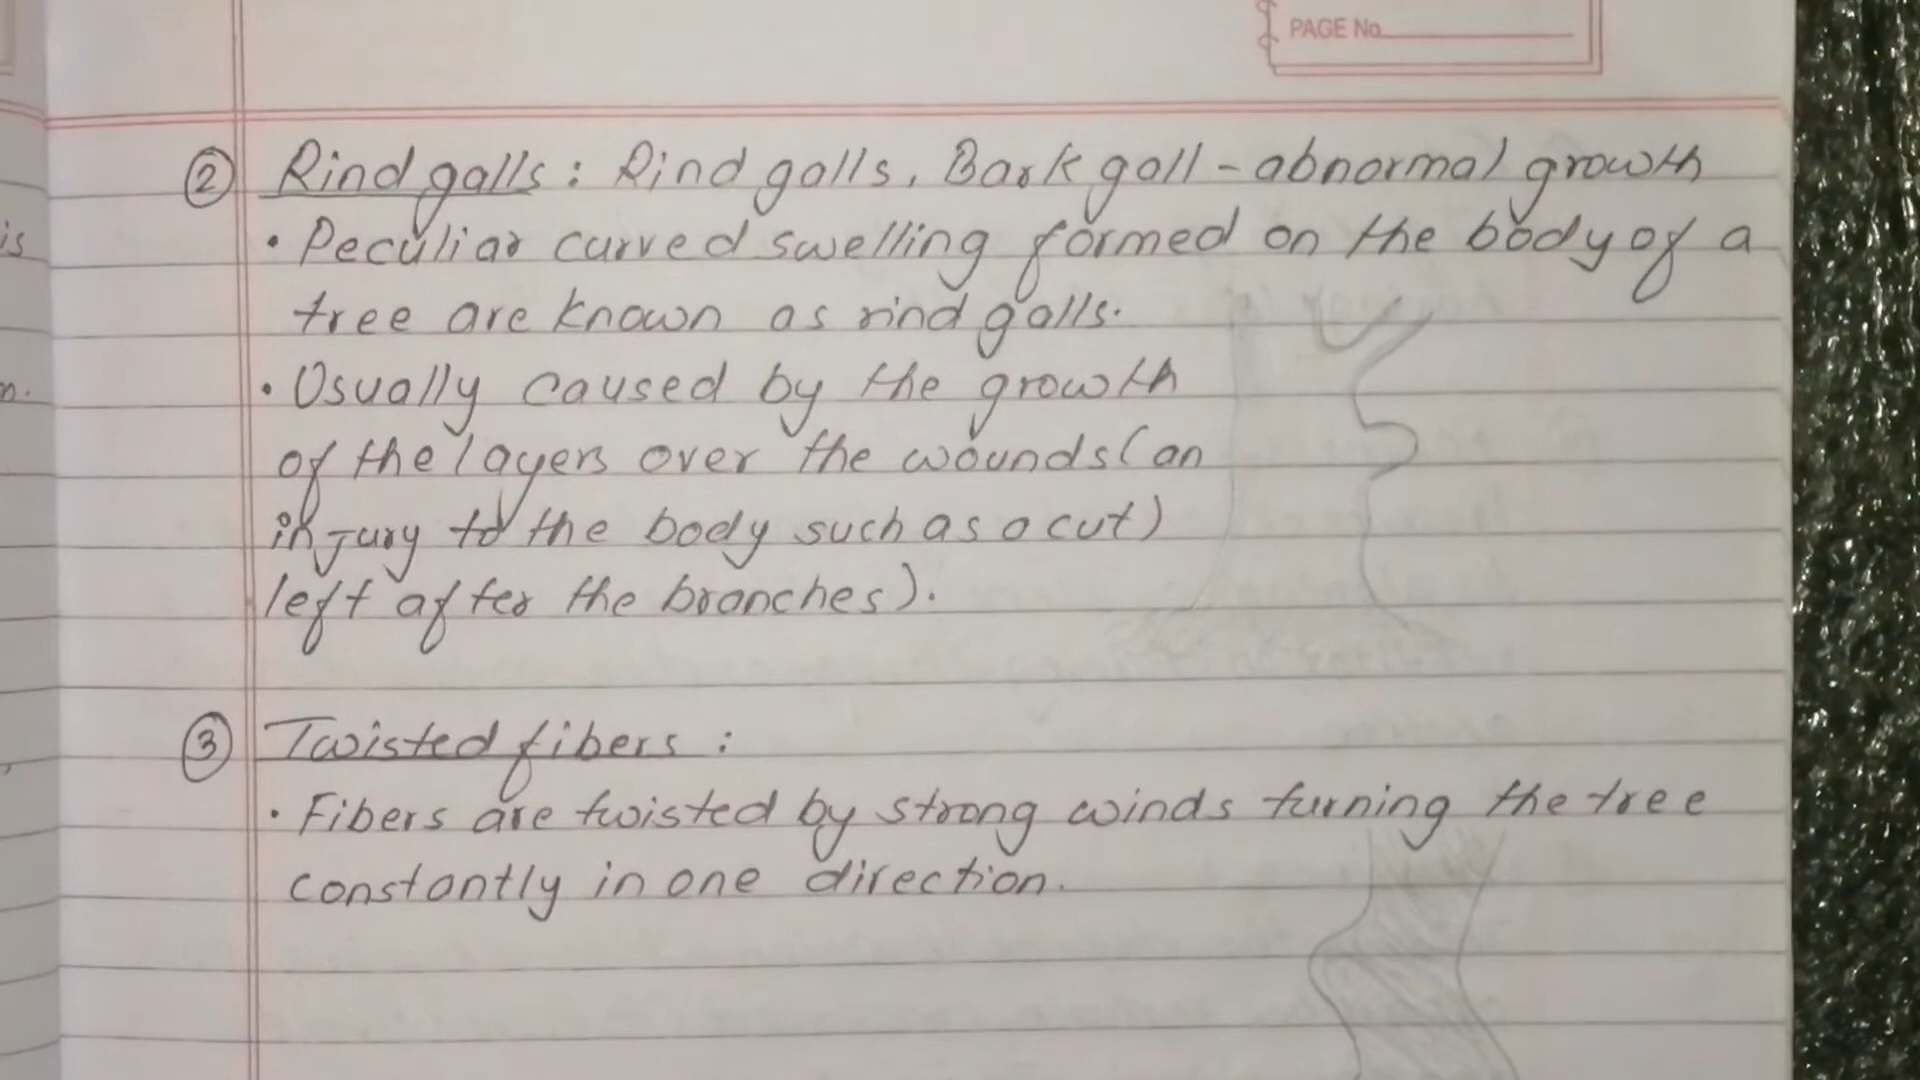 PAGE No.
② Rind galls : Rind galls, Bark gall - abnormal growth
is
• Peculiar curved swelling formed on the body of a
tree are known as rind galls.
n.
• Usually caused by the growth
of the layers over the wounds (an
injury to the body such as a cut)
left after the branches).
③ Twisted fibers :
• Fibers are twisted by strong winds turning the tree
constantly in one direction.